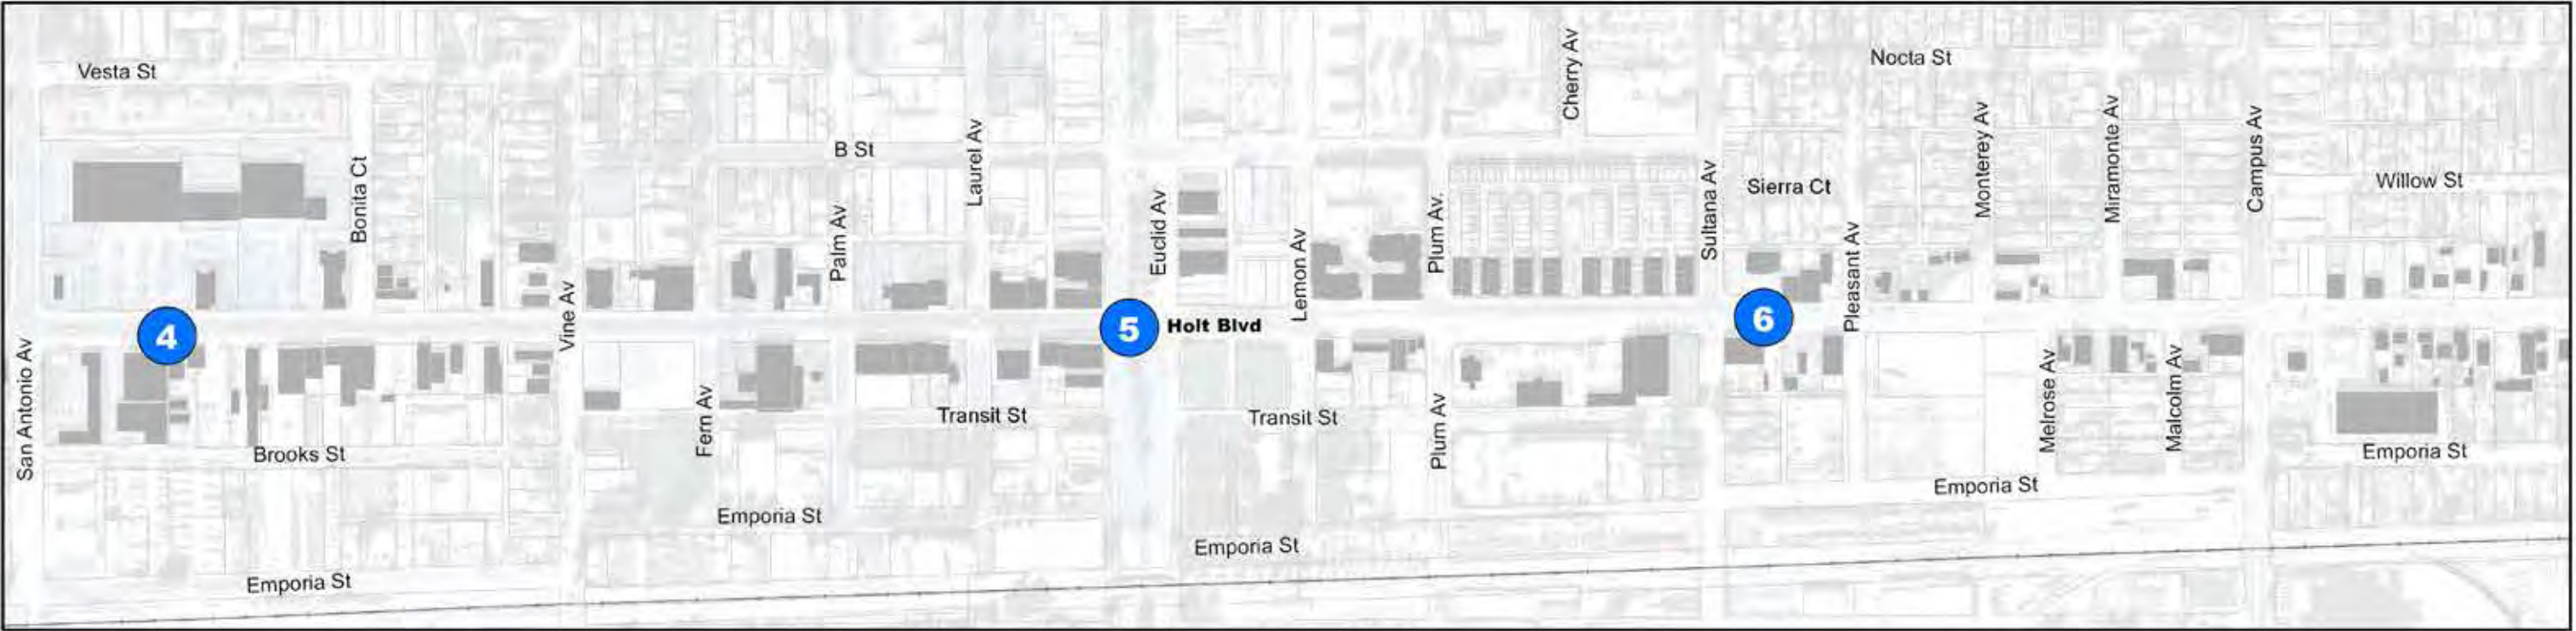 Vesta St
Nocta St
Cherry Av
B St
Laurel Av
Monterey Av
Miramonte Av
Campus Av
Bonita Ct
Palm Av
Euclid Av
Plum Av.
Sultana Av
Sierra Ct
Willow St
Lemon Av
Pleasant Av
Vine Av
4
5
Holt Blvd
6
San Antonio Av
Fern Av
Transit St
Transit St
Plum Av
Melrose Av
Malcolm Av
Brooks St
Emporia St
Emporia St
Emporia St
Emporia St
Emporia St